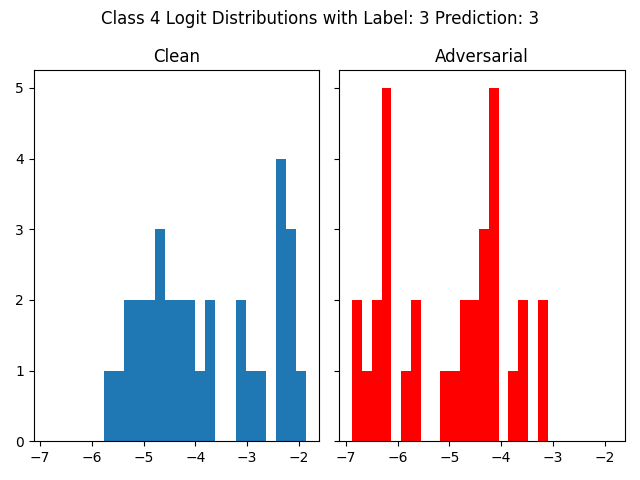 Class 4 Logit Distributions with Label: 3 Prediction: 3
Clean
Adversarial
5
4
3
2
1
0
−7 −6 −5 −4 −3 −2
−7 −6 −5 −4 −3 −2